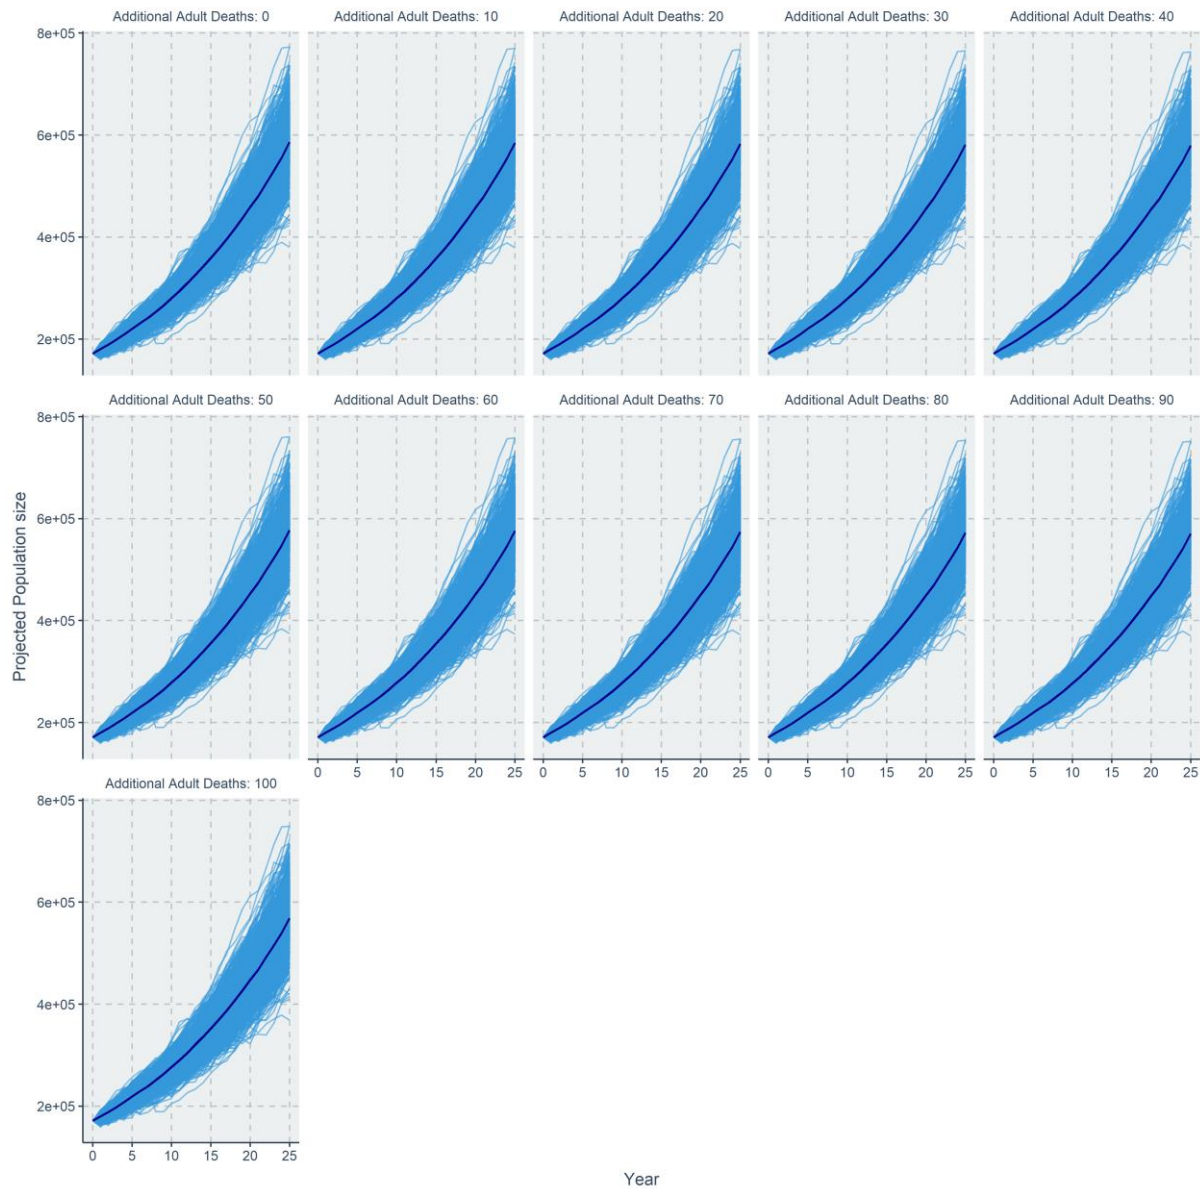 Additional Adult Deaths: 0
Additional Adult Deaths: 10
Additional Adult Deaths: 20
Additional Adult Deaths: 30
Additional Adult Deaths: 40
8e+05
6e+05
4e+05
2e+05
Additional Adult Deaths: 50
Additional Adult Deaths: 60
Additional Adult Deaths: 70
Additional Adult Deaths: 80
Additional Adult Deaths: 90
8e+05
6e+05
4e+05
2e+05
Projected Population size
0 5 10 15 20 25
0 5 10 15 20 25
0 5 10 15 20 25
0 5 10 15 20 25
Additional Adult Deaths: 100
8e+05
6e+05
4e+05
2e+05
0 5 10 15 20 25
Year